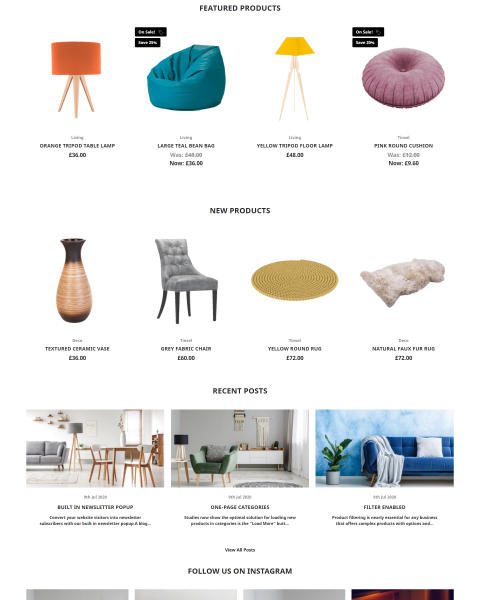 FEATURED PRODUCTS
On Sale!
Save 25%
On Sale!
Save 20%
Living
ORANGE TRIPOD TABLE LAMP
£36.00
Living
LARGE TEAL BEAN BAG
Was: £48.00
Now: £36.00
Living
YELLOW TRIPOD FLOOR LAMP
£48.00
Tinsel
PINK ROUND CUSHION
Was: £12.00
Now: £9.60
NEW PRODUCTS
Deco
TEXTURED CERAMIC VASE
£36.00
Tinsel
GREY FABRIC CHAIR
£60.00
Tinsel
YELLOW ROUND RUG
£72.00
Deco
NATURAL FAUX FUR RUG
£72.00
RECENT POSTS
9th Jul 2020
BUILT IN NEWSLETTER POPUP
Convert your website visitors into newsletter
subscribers with our built in newsletter popup.A blog...
9th Jul 2020
ONE-PAGE CATEGORIES
Studies now show the optimal solution for loading new
products in categories is the "Load More" butt...
9th Jul 2020
FILTER ENABLED
Product filtering is nearly essential for any business
that offers complex products with options and...
View All Posts
FOLLOW US ON INSTAGRAM